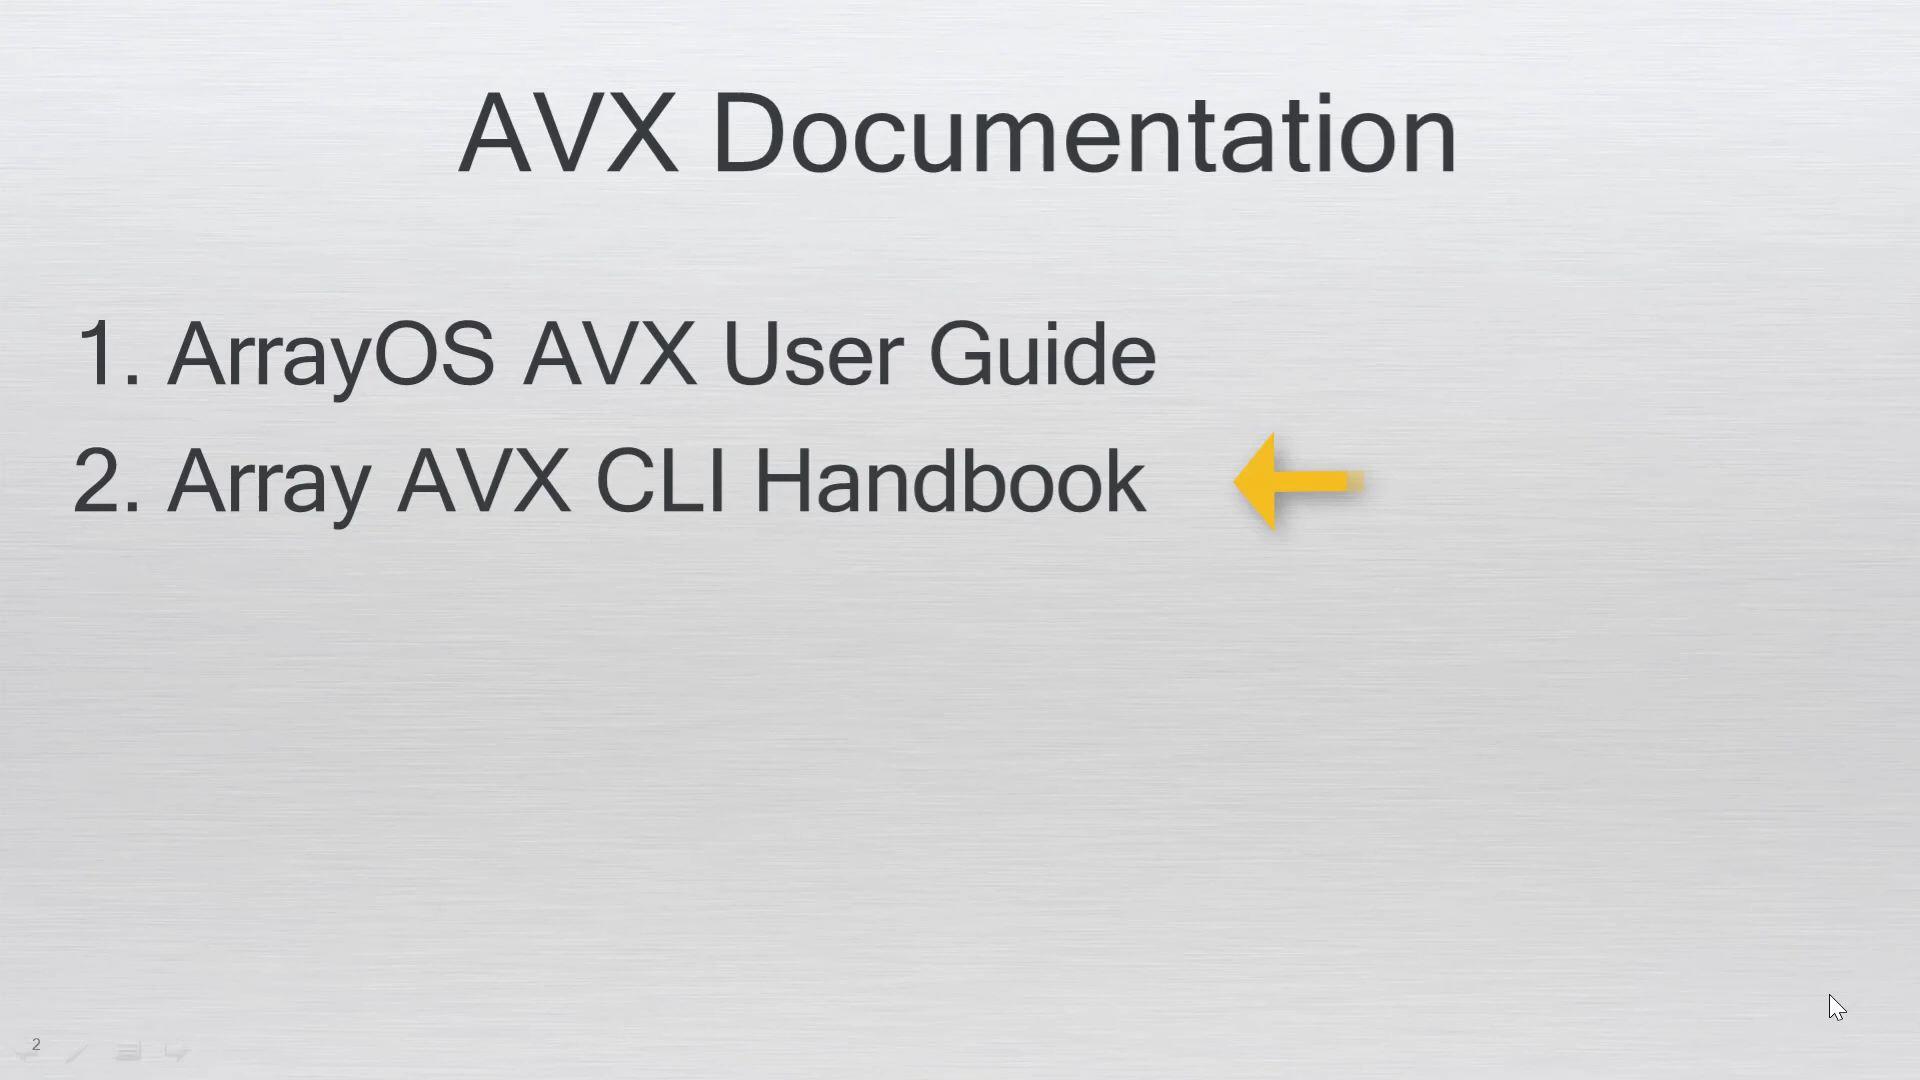 AVX Documentation
1. ArrayOS AVX User Guide
2. Array AVX CLI Handbook
2